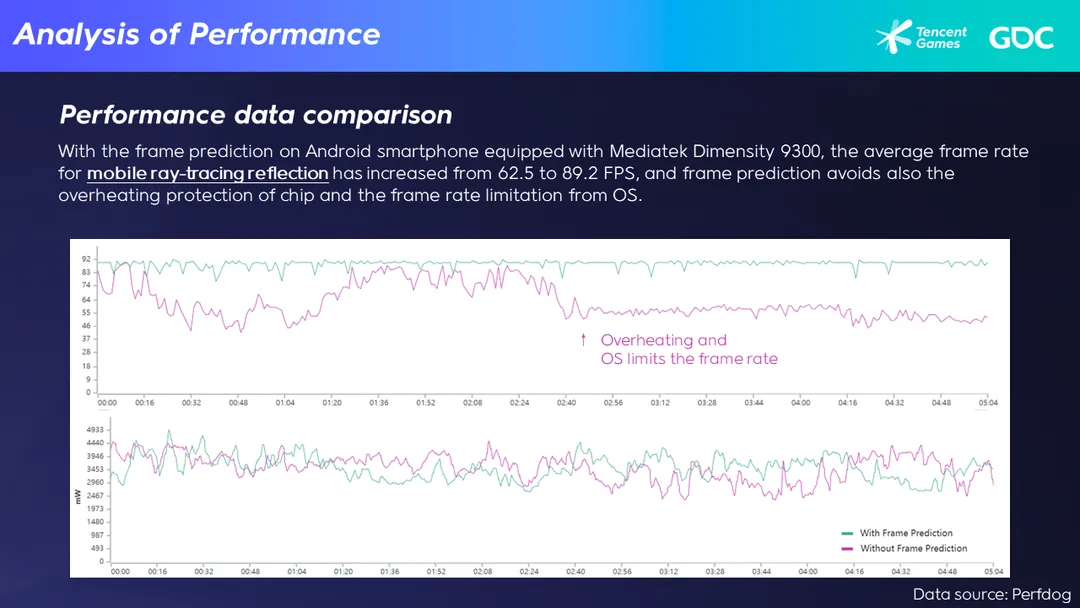 Analysis of Performance
Tencent
Games
GDC
Performance data comparison
With the frame prediction on Android smartphone equipped with Mediatek Dimensity 9300, the average frame rate
for mobile ray-tracing reflection has increased from 62.5 to 89.2 FPS, and frame prediction avoids also the
overheating protection of chip and the frame rate limitation from OS.
92
83
74
64
55
46
37
28
18
9
0
↑ Overheating and
OS limits the frame rate
00:00 00:16 00:32 00:48 01:04 01:20 01:36 01:52 02:08 02:24 02:40 02:56 03:12 03:28 03:44 04:00 04:16 04:32 04:48 05:04
4933
4440
3946
3453
2960
2467
1973
1480
987
493
0
mW
With Frame Prediction
Without Frame Prediction
00:00 00:16 00:32 00:48 01:04 01:20 01:36 01:52 02:08 02:24 02:40 02:56 03:12 03:28 03:44 04:00 04:16 04:32 04:48 05:04
Data source: Perfdog